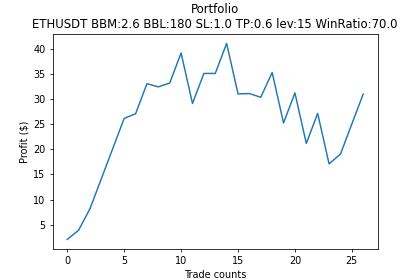 Portfolio
ETHUSDT BBM:2.6 BBL:180 SL:1.0 TP:0.6 lev:15 WinRatio:70.0
40
35
30
25
20
15
10
5
Profit ($)
0 5 10 15 20 25
Trade counts